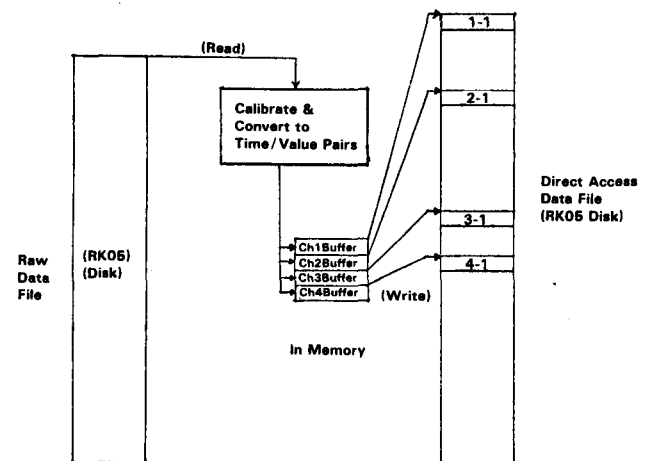 (Read)
1-1
Calibrate &
Convert to
Time/Value Pairs
2-1
Direct Access
Data File
(RK05 Disk)
3-1
4-1
Raw
Data
File
(RK05)
(Disk)
Ch1Buffer
Ch2Buffer
Ch3Buffer
Ch4Buffer
(Write)
In Memory